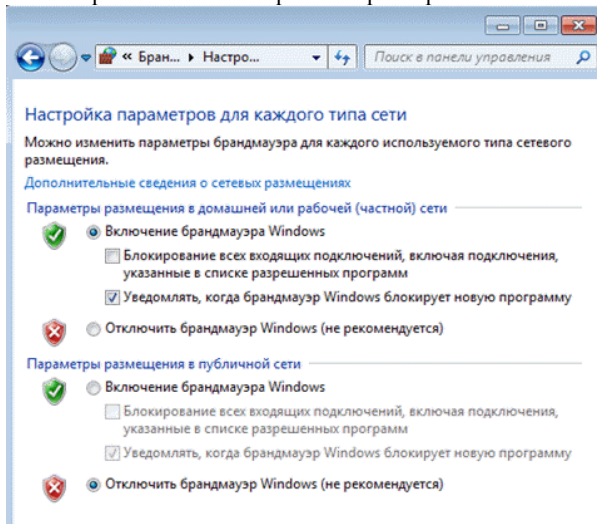 « Бран... ▸ Настро... Поиск в панели управления
Настройка параметров для каждого типа сети
Можно изменить параметры брандмауэра для каждого используемого типа сетевого
размещения.
Дополнительные сведения о сетевых размещениях
Параметры размещения в домашней или рабочей (частной) сети
Включение брандмауэра Windows
Блокирование всех входящих подключений, включая подключения,
указанные в списке разрешенных программ
Уведомлять, когда брандмауэр Windows блокирует новую программу
Отключить брандмауэр Windows (не рекомендуется)
Параметры размещения в публичной сети
Включение брандмауэра Windows
Блокирование всех входящих подключений, включая подключения,
указанные в списке разрешенных программ
Уведомлять, когда брандмауэр Windows блокирует новую программу
Отключить брандмауэр Windows (не рекомендуется)